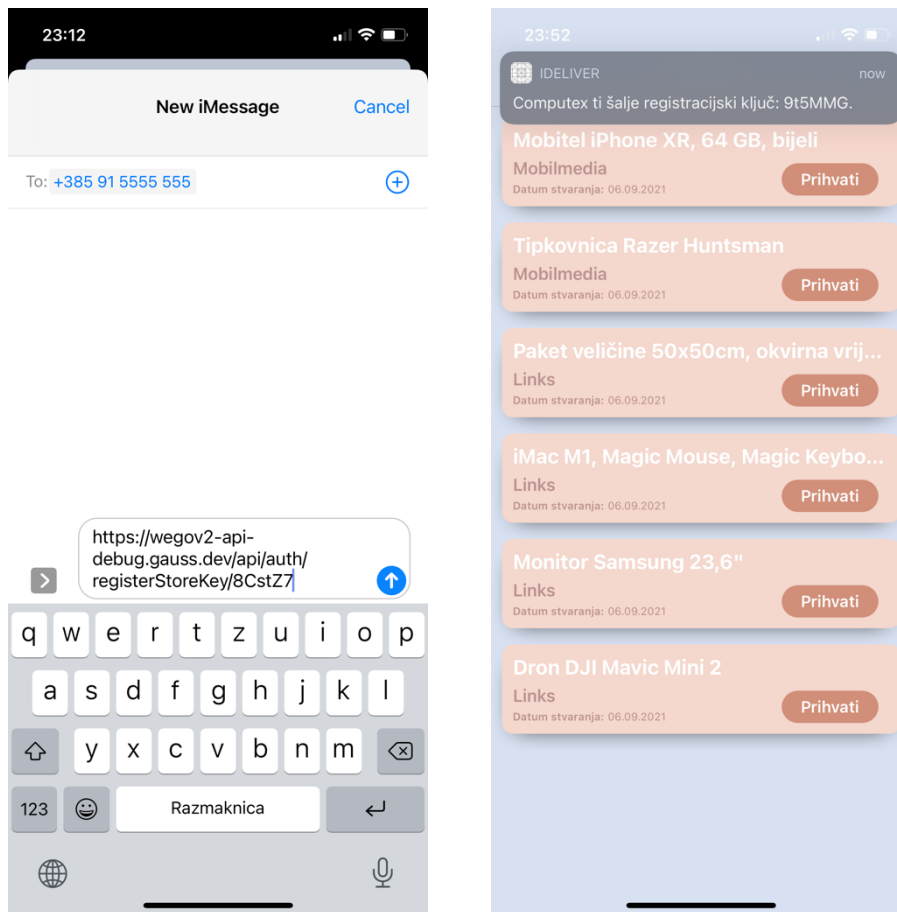 23:12
New iMessage
Cancel
To: +385 91 5555 555
https://wegov2-api-
debug.gauss.dev/api/auth/
registerStoreKey/8CstZ7
q w e r t z u i o p
a s d f g h j k l
y x c v b n m
123
Razmaknica
23:52
IDELIVER
now
Computex ti šalje registracijski ključ: 9t5MMG.
Mobitel iPhone XR, 64 GB, bijeli
Mobilmedia
Datum stvaranja: 06.09.2021
Prihvati
Tipkovnica Razer Huntsman
Mobilmedia
Datum stvaranja: 06.09.2021
Prihvati
Paket veličine 50x50cm, okvirna vrij...
Links
Datum stvaranja: 06.09.2021
Prihvati
iMac M1, Magic Mouse, Magic Keybo...
Links
Datum stvaranja: 06.09.2021
Prihvati
Monitor Samsung 23,6"
Links
Datum stvaranja: 06.09.2021
Prihvati
Dron DJI Mavic Mini 2
Links
Datum stvaranja: 06.09.2021
Prihvati